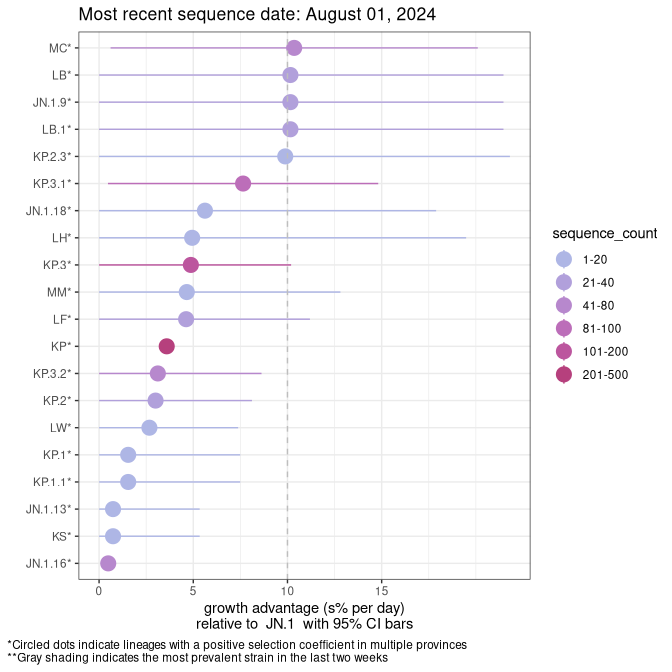 Most recent sequence date: August 01, 2024
MC*
LB*
JN.1.9*
LB.1*
KP.2.3*
KP.3.1*
JN.1.18*
LH*
KP.3*
MM*
LF*
KP*
KP.3.2*
KP.2*
LW*
KP.1*
KP.1.1*
JN.1.13*
KS*
JN.1.16*
0 5 10 15
growth advantage (s% per day)
relative to JN.1 with 95% CI bars
sequence_count
1-20
21-40
41-80
81-100
101-200
201-500
*Circled dots indicate lineages with a positive selection coefficient in multiple provinces
**Gray shading indicates the most prevalent strain in the last two weeks